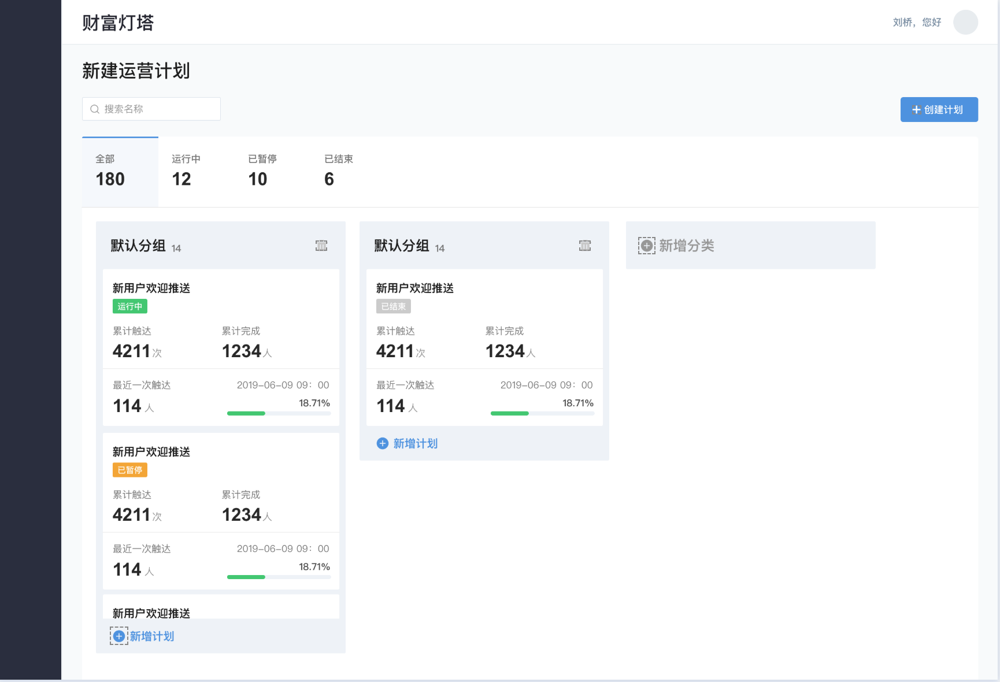 财富灯塔
刘桥，您好
新建运营计划
搜索名称
创建计划
全部
180
运行中
12
已暂停
10
已结束
6
默认分组 14
新用户欢迎推送
运行中
累计触达
4211次
累计完成
1234人
最近一次触达
2019-06-09 09：00
114 人
18.71%
新用户欢迎推送
已暂停
累计触达
4211次
累计完成
1234人
最近一次触达
2019-06-09 09：00
114 人
18.71%
新用户欢迎推送
新增计划
默认分组 14
新用户欢迎推送
已结束
累计触达
4211次
累计完成
1234人
最近一次触达
2019-06-09 09：00
114 人
18.71%
新增计划
新增分类